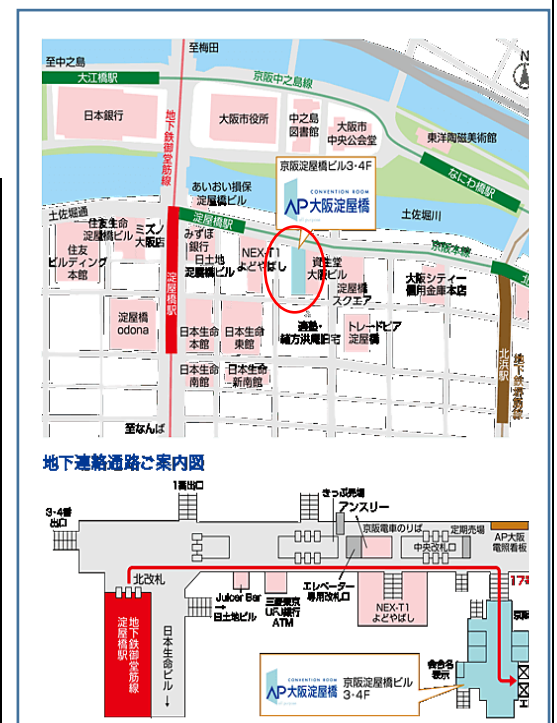 至梅田
至中之島
大江橋駅
京阪中之島線
日本銀行
地下鉄御堂筋線
大阪市役所
中之島
図書館
大阪市
中央公会堂
東洋陶磁美術館
なにわ橋駅
京阪淀屋橋ビル3・4F
CONVENTION ROOM
AP大阪淀屋橋
あいおい損保
淀屋橋ビル
土佐堀通
淀屋橋駅
土佐堀川
京阪本線
住友生命
淀屋橋ビル
ミズノ
大阪店
みずほ
銀行
日土地
淀屋橋ビル
NEX-T1
よどやばし
資生堂
大阪ビル
住友
ビルディング
本館
淀屋橋駅
淀屋橋
スクエア
大阪シティー
信用金庫本店
北
淀屋橋
odona
日本生命
本館
日本生命
東館
適塾・
緒方洪庵旧宅
トレードピア
淀屋橋
北浜駅
日本生命
南館
日本生命
新南館
至なんば
N
地下連絡通路ご案内図
1番出口
きっぷ売場
アンスリー
3・4番
出口
京阪電車のりば
定期売場
中央改札口
AP大阪
電照看板
北改札
17番
Juicer Bar
→
日土地ビル
三菱東京
UFJ銀行
ATM
エレベーター
専用改札口
NEX-T1
よどやばし
京阪
地下鉄御堂筋線
淀屋橋駅
日本生命ビル→
会合名
表示
CONVENTION ROOM
AP大阪淀屋橋
京阪淀屋橋ビル
3・4F